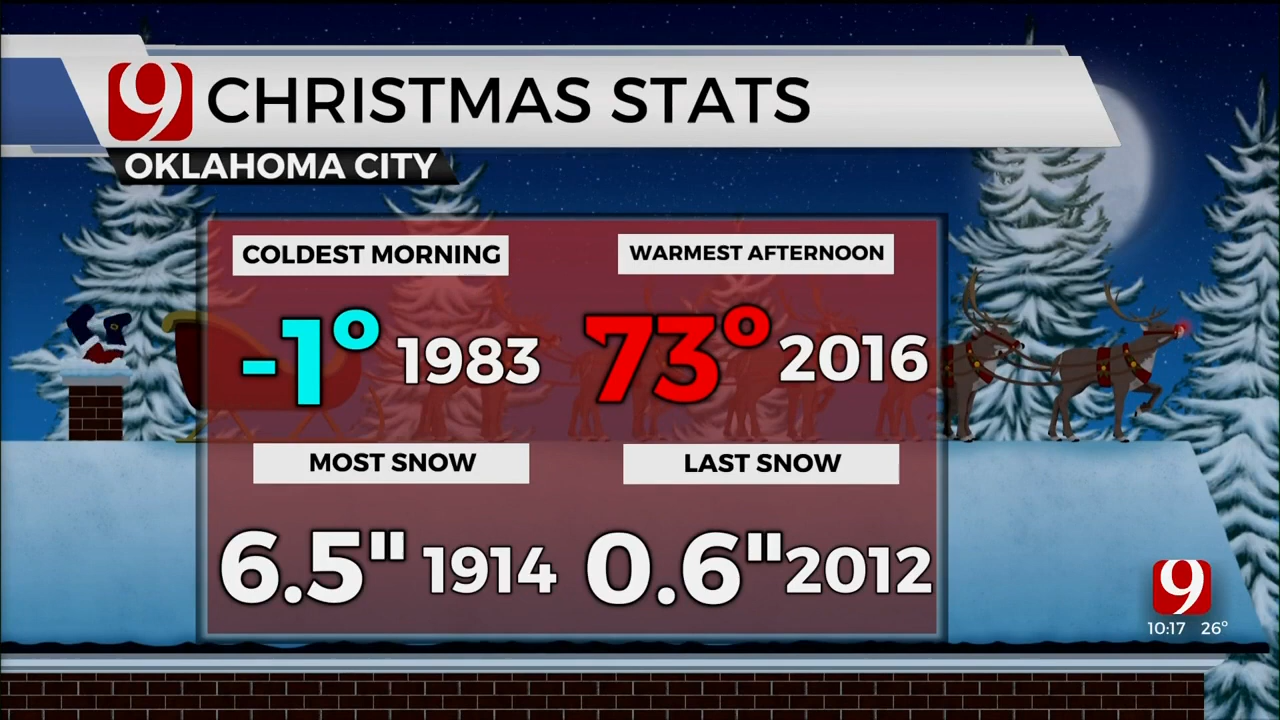 9 CHRISTMAS STATS
OKLAHOMA CITY
COLDEST MORNING
-1° 1983
WARMEST AFTERNOON
73° 2016
MOST SNOW
6.5" 1914
LAST SNOW
0.6" 2012
9
10:17 26°